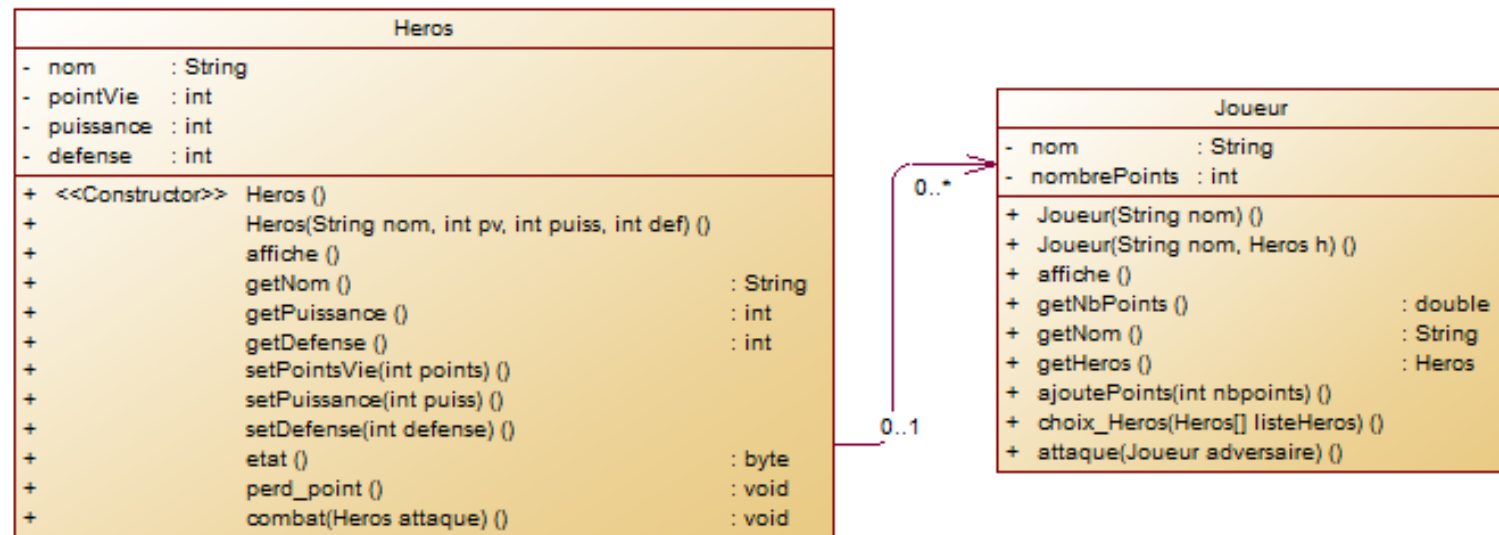 Heros
- nom : String
- pointVie : int
- puissance : int
- defense : int
+ <<Constructor>> Heros ()
+ Heros(String nom, int pv, int puiss, int def) ()
+ affiche ()
+ getNom () : String
+ getPuissance () : int
+ getDefense () : int
+ setPointsVie(int points) ()
+ setPuissance(int puiss) ()
+ setDefense(int defense) ()
+ etat () : byte
+ perd_point () : void
+ combat(Heros attaque) () : void
0..*
0..1
Joueur
- nom : String
- nombrePoints : int
+ Joueur(String nom) ()
+ Joueur(String nom, Heros h) ()
+ affiche ()
+ getNbPoints () : double
+ getNom () : String
+ getHeros () : Heros
+ ajoutePoints(int nbpoints) ()
+ choix_Heros(Heros[] listeHeros) ()
+ attaque(Joueur adversaire) ()